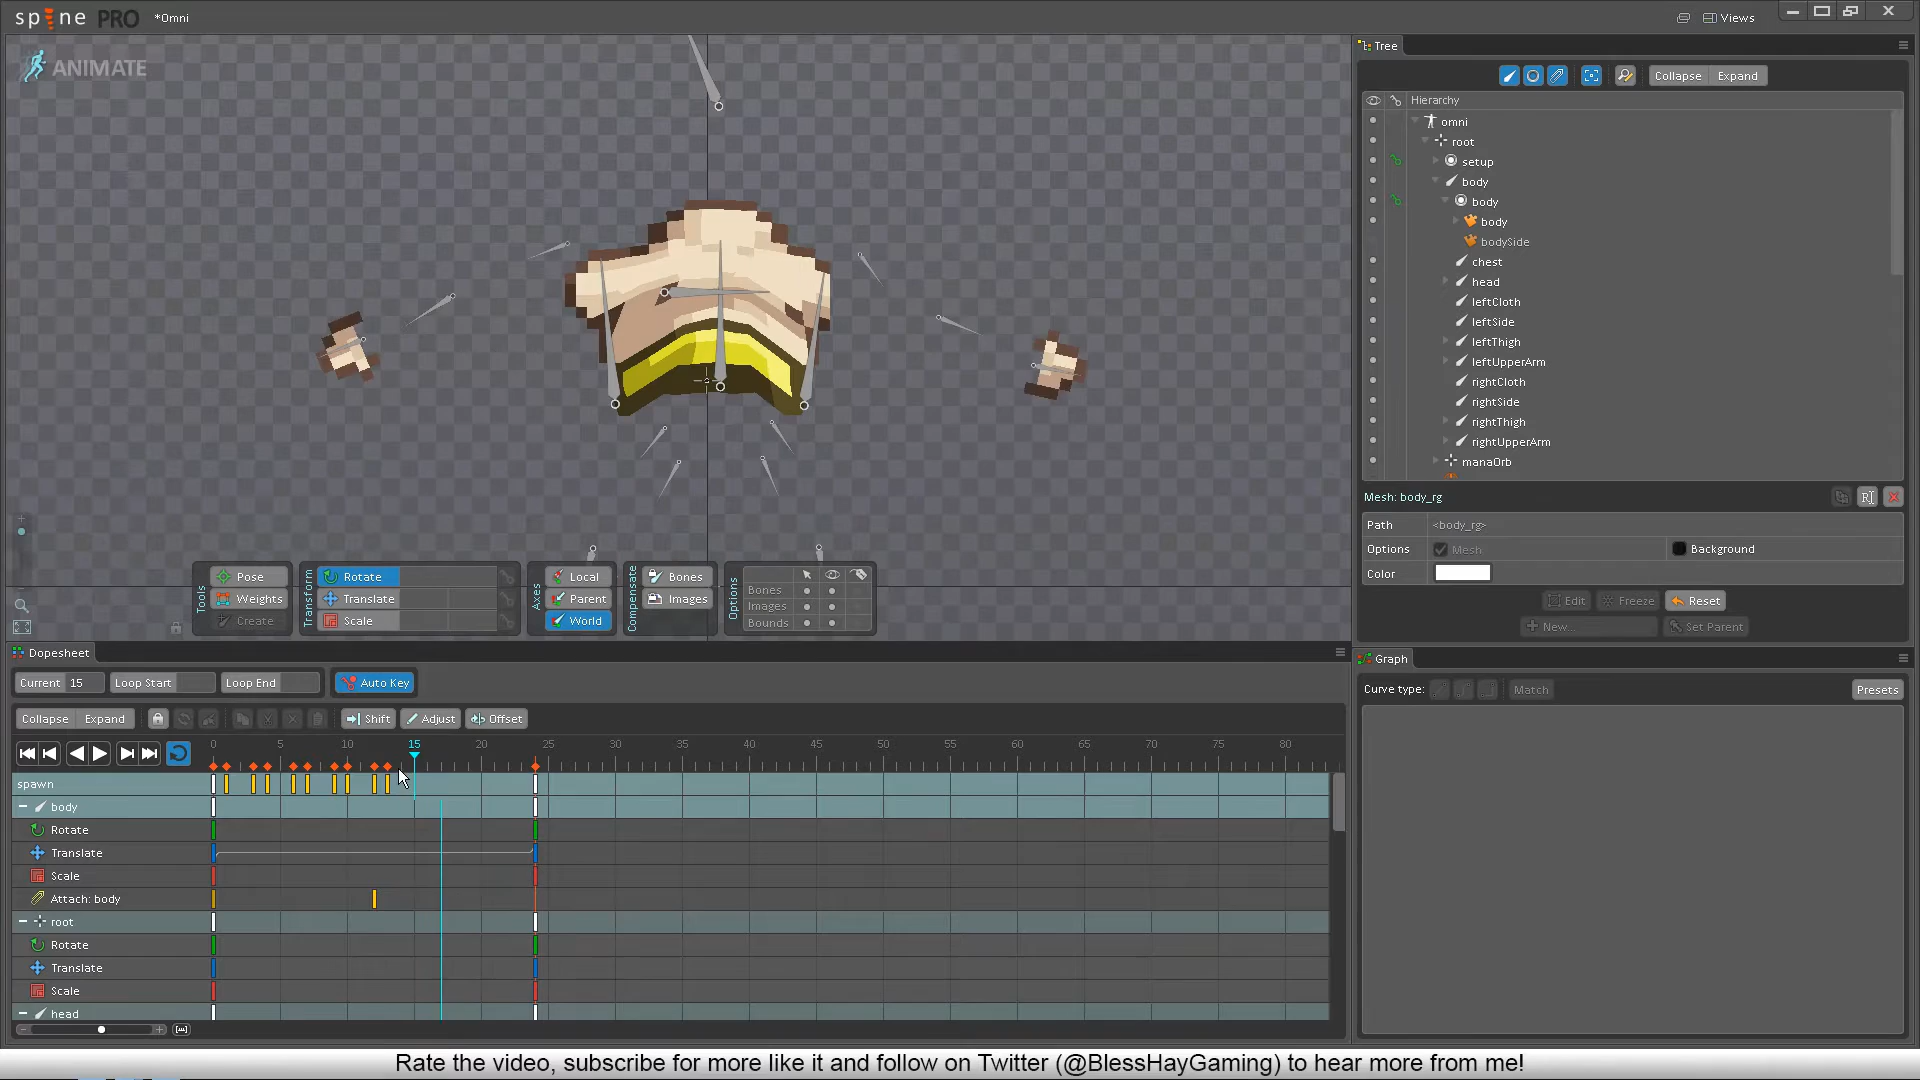 spine PRO
*Omni
Views
ANIMATE
Tree
Collapse Expand
Hierarchy
omni
root
setup
body
body
body
bodySide
chest
head
leftCloth
leftSide
leftThigh
leftUpperArm
rightCloth
rightSide
rightThigh
rightUpperArm
manaOrb
Mesh: body_rg
Path <body_rg>
Options Mesh Background
Color
Edit Freeze Reset
New... Set Parent
Tools
Pose
Weights
Create
Transform
Rotate
Translate
Scale
Axes
Local
Parent
World
Compensate
Bones
Images
Options
Bones
Images
Bounds
Dopesheet
Current 15 Loop Start Loop End Auto Key
Collapse Expand Shift Adjust Offset
0 5 10 15 20 25 30 35 40 45 50 55 60 65 70 75 80
spawn
body
Rotate
Translate
Scale
Attach: body
root
Rotate
Translate
Scale
head
Graph
Curve type: Match Presets
Rate the video, subscribe for more like it and follow on Twitter (@BlessHayGaming) to hear more from me!